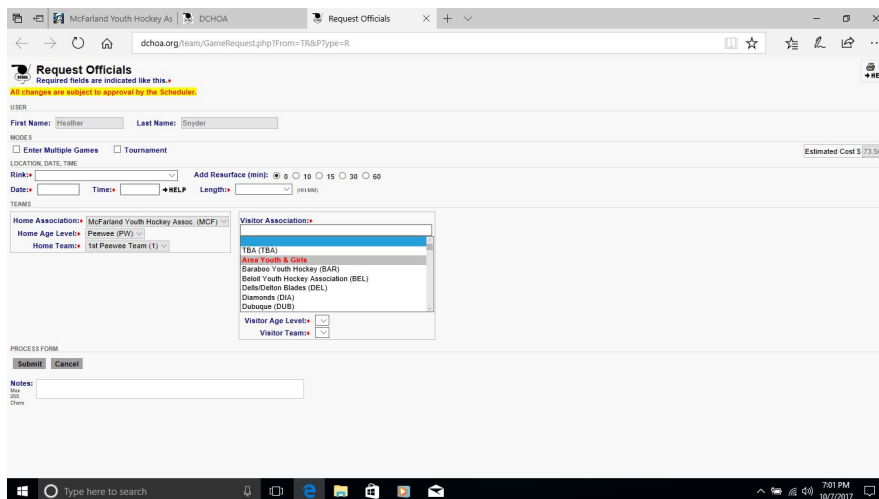 McFarland Youth Hockey As
DCHOA
Request Officials
dchoa.org/team/GameRequest.php?From=TR&PType=R
DCHOA
Request Officials
Required fields are indicated like this.
All changes are subject to approval by the Scheduler.
HE
USER
First Name: Heather Last Name: Snyder
MODES
Enter Multiple Games Tournament
Estimated Cost $ 73.5
LOCATION, DATE, TIME
Rink: Add Resurface (min): 0 10 15 30 60
Date: Time: HELP Length: (HH:MM)
TEAMS
Home Association: McFarland Youth Hockey Assoc. (MCF)
Home Age Level: Peewee (PW)
Home Team: 1st Peewee Team (1)
Visitor Association:
TBA (TBA)
Area Youth & Girls
Baraboo Youth Hockey (BAR)
Beloit Youth Hockey Association (BEL)
Dells/Delton Blades (DEL)
Diamonds (DIA)
Dubuque (DUB)
Visitor Age Level:
Visitor Team:
PROCESS FORM
Submit Cancel
Notes:
Max
255
Chars
Type here to search
7:01 PM
10/7/2017